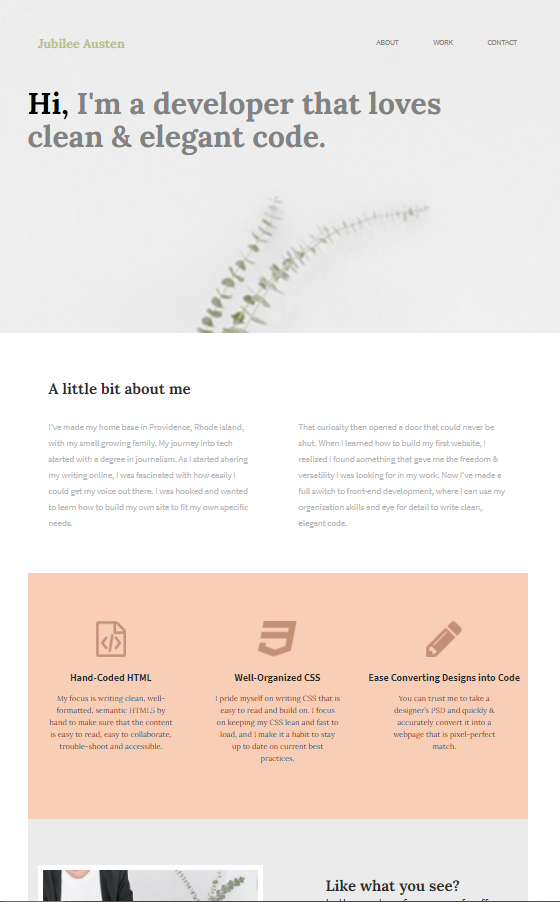 Jubilee Austen
ABOUT WORK CONTACT
Hi, I'm a developer that loves
clean & elegant code.
A little bit about me
I've made my home base in Providence, Rhode Island,
with my small growing family. My journey into tech
started with a degree in journalism. As I started sharing
my writing online, I was fascinated with how easily I
could get my voice out there. I was hooked and wanted
to learn how to build my own site to fit my own specific
needs.
That curiosity then opened a door that could never be
shut. When I learned how to build my first website, I
realized I found something that gave me the freedom &
versatility I was looking for in my work. Now I've made a
full switch to front-end development, where I can use my
organization skills and eye for detail to write clean,
elegant code.
Hand-Coded HTML
My focus is writing clean, well-
formatted, semantic HTML5 by
hand to make sure that the content
is easy to read, easy to collaborate,
trouble-shoot and accessible.
Well-Organized CSS
I pride myself on writing CSS that is
easy to read and build on. I focus
on keeping my CSS lean and fast to
load, and I make it a habit to stay
up to date on current best
practices.
Ease Converting Designs into Code
You can trust me to take a
designer's PSD and quickly &
accurately convert it into a
webpage that is pixel-perfect
match.
Like what you see?